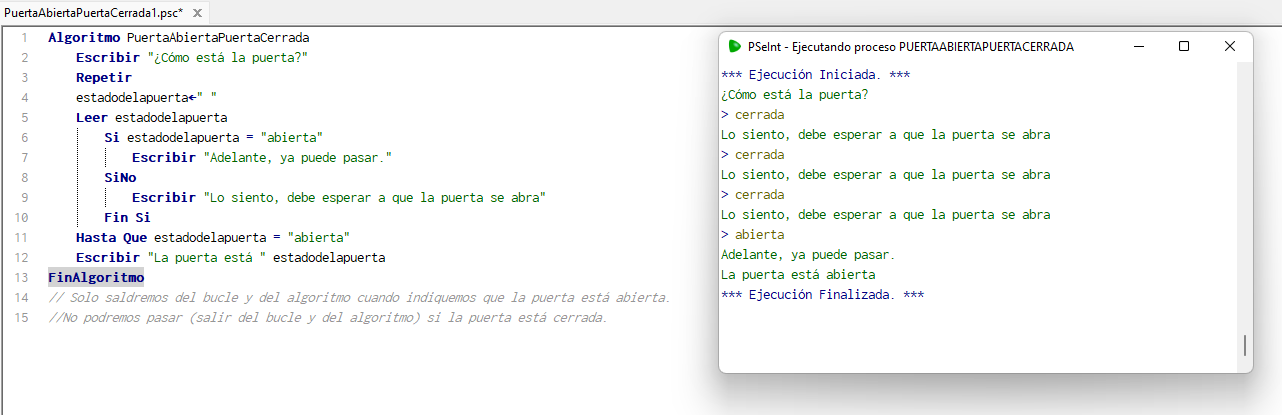 PuertaAbiertaPuertaCerrada1.psc*
1 Algoritmo PuertaAbiertaPuertaCerrada
2 Escribir "¿Cómo está la puerta?"
3 Repetir
4 estadodelapuerta←" "
5 Leer estadodelapuerta
6 Si estadodelapuerta = "abierta"
7 Escribir "Adelante, ya puede pasar."
8 SiNo
9 Escribir "Lo siento, debe esperar a que la puerta se abra"
10 Fin Si
11 Hasta Que estadodelapuerta = "abierta"
12 Escribir "La puerta está " estadodelapuerta
13 FinAlgoritmo
14 // Solo saldremos del bucle y del algoritmo cuando indiquemos que la puerta está abierta.
15 //No podremos pasar (salir del bucle y del algoritmo) si la puerta está cerrada.
PSeInt - Ejecutando proceso PUERTAABIERTAPUERTACERRADA
*** Ejecución Iniciada. ***
¿Cómo está la puerta?
> cerrada
Lo siento, debe esperar a que la puerta se abra
> cerrada
Lo siento, debe esperar a que la puerta se abra
> cerrada
Lo siento, debe esperar a que la puerta se abra
> abierta
Adelante, ya puede pasar.
La puerta está abierta
*** Ejecución Finalizada. ***